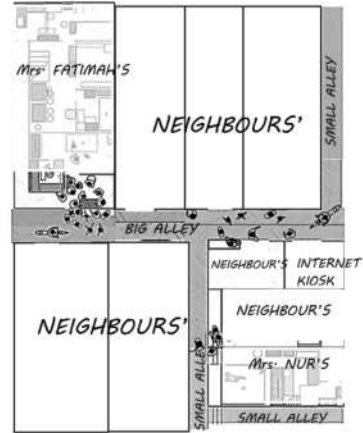 Mrs. FATIMAH'S
NEIGHBOURS'
SMALL ALLEY
BIG ALLEY
NEIGHBOUR'S
INTERNET
KIOSK
NEIGHBOUR'S
NEIGHBOURS'
Mrs. NUR'S
SMALL ALLEY
SMALL ALLEY